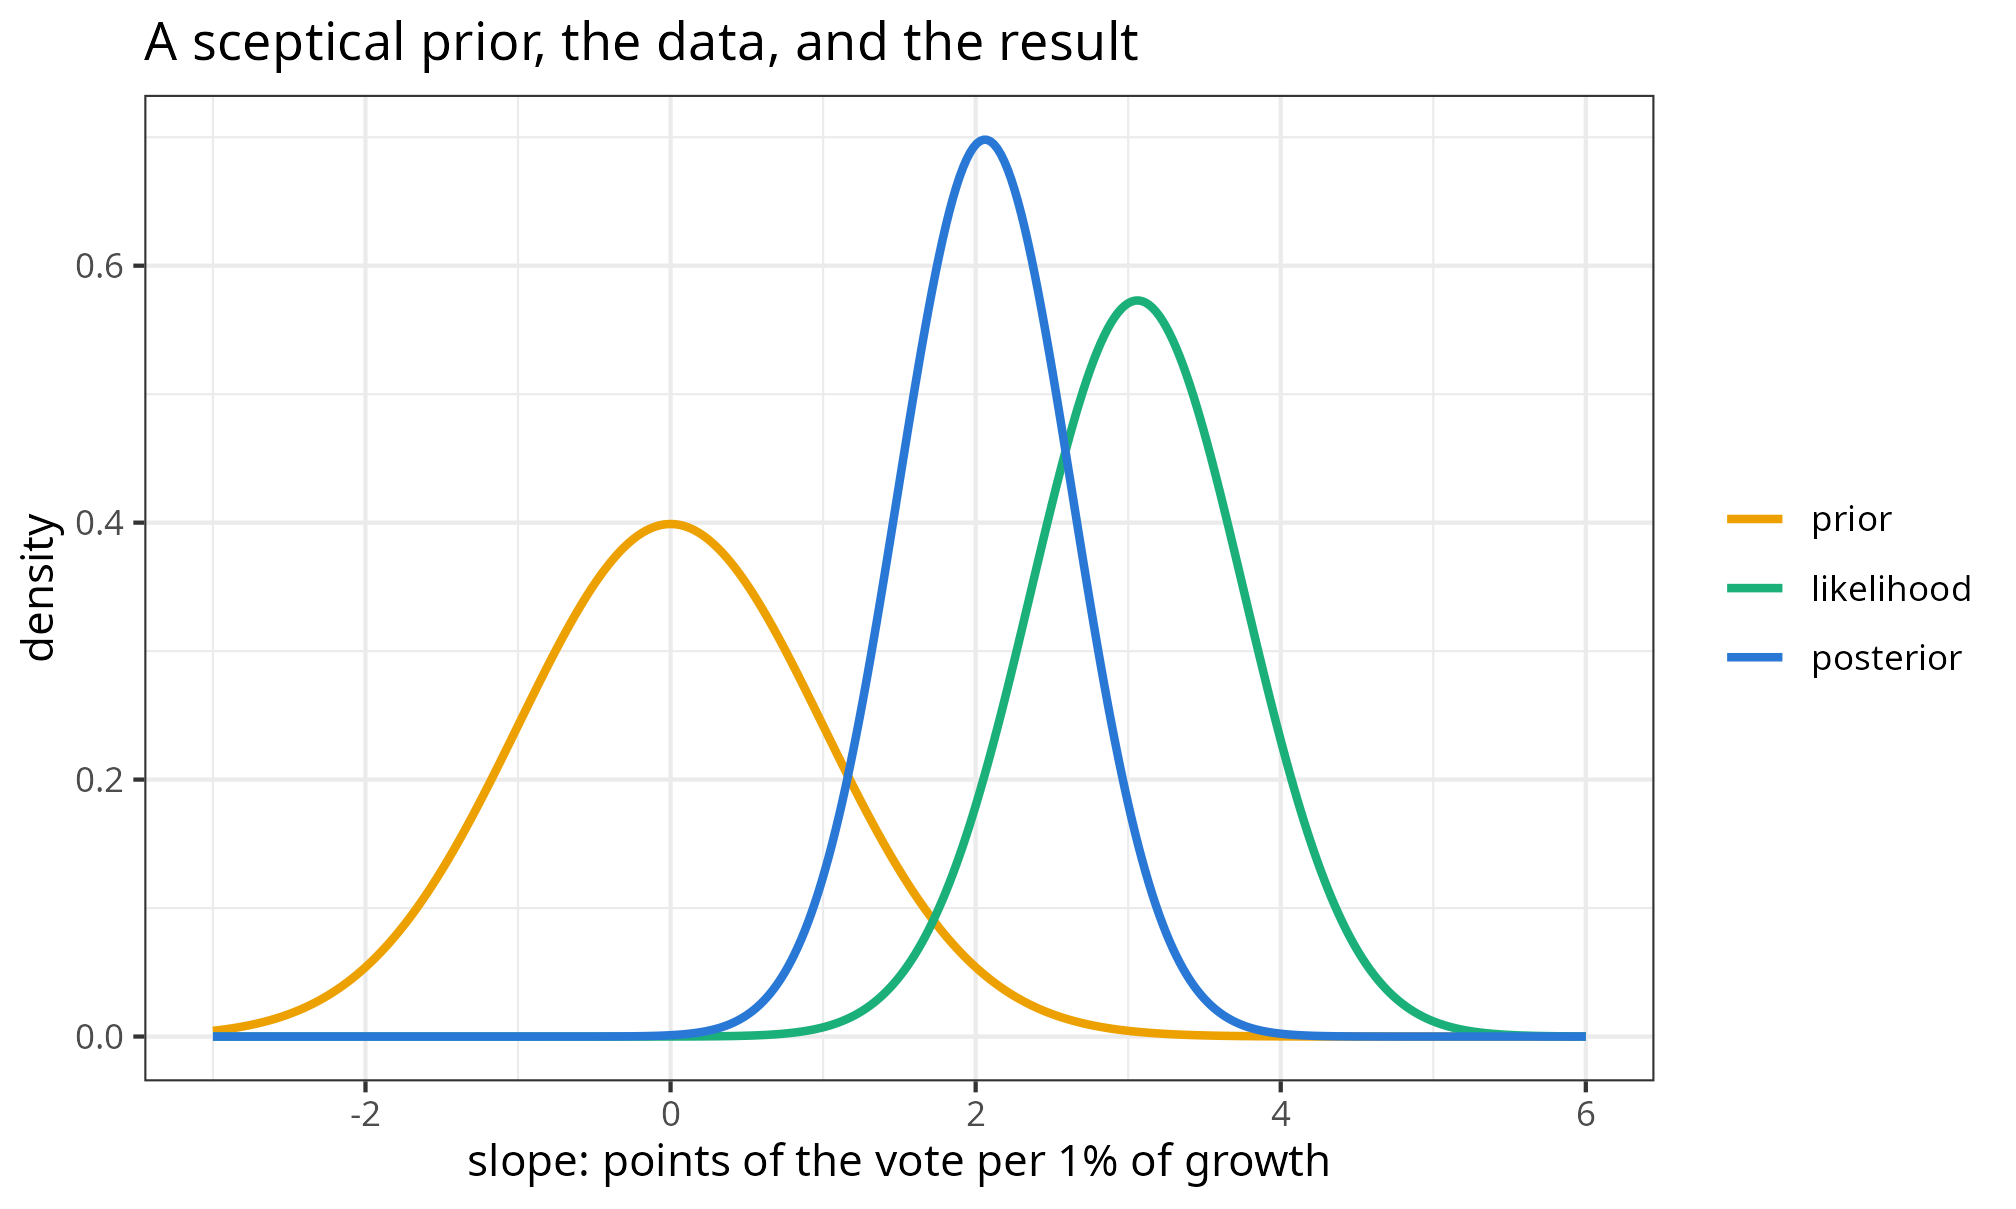 A sceptical prior, the data, and the result
density
0.6
0.4
0.2
0.0
-2
0
2
4
6
slope: points of the vote per 1% of growth
prior
likelihood
posterior